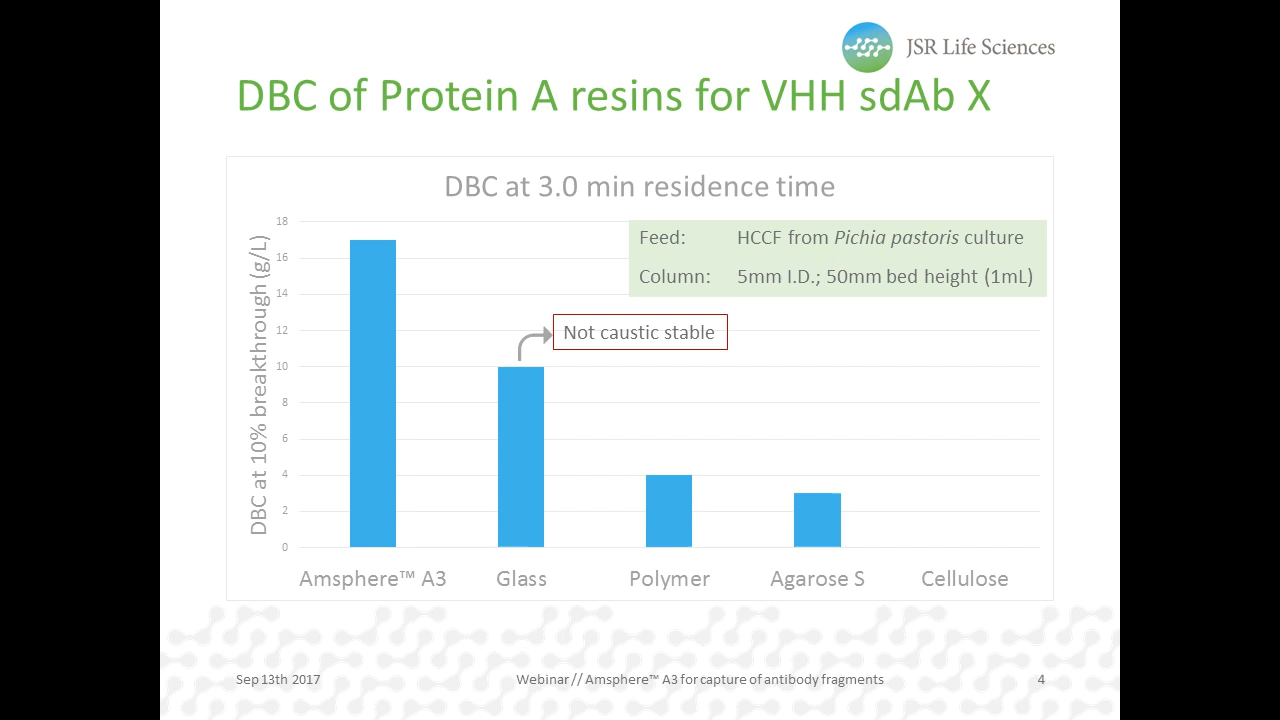 JSR Life Sciences
DBC of Protein A resins for VHH sdAb X
DBC at 3.0 min residence time
DBC at 10% breakthrough (g/L)
18
16
14
12
10
8
6
4
2
0
Feed: HCCF from Pichia pastoris culture
Column: 5mm I.D.; 50mm bed height (1mL)
Not caustic stable
Amsphere™ A3 Glass Polymer Agarose S Cellulose
Sep 13th 2017 Webinar // Amsphere™ A3 for capture of antibody fragments 4